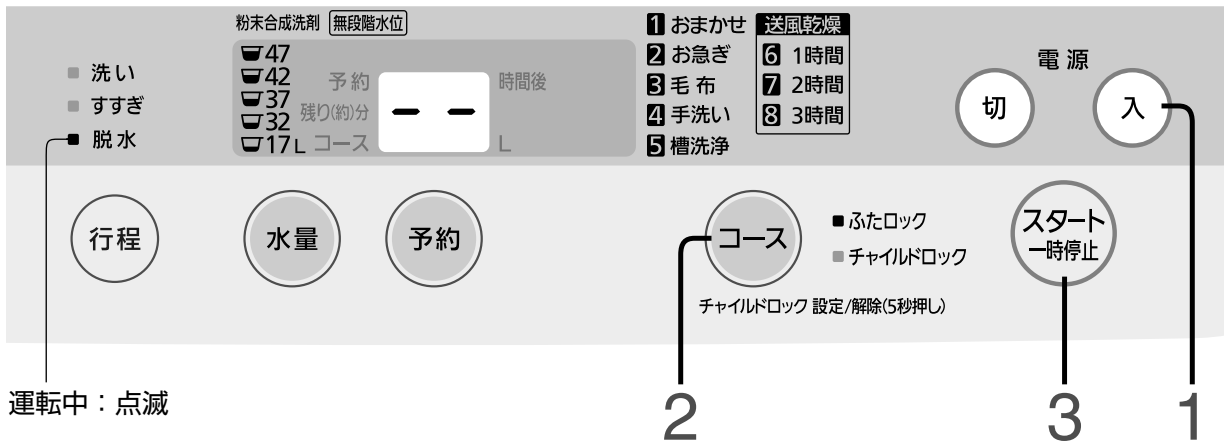 粉末合成洗剤 無段階水位
47
42
37
32
17L
予約
時間後
残り(約)分
コース
– –
L
洗い
すすぎ
脱水
1 おまかせ
2 お急ぎ
3 毛布
4 手洗い
5 槽洗浄
送風乾燥
6 1時間
7 2時間
8 3時間
電源
切
入
行程
水量
予約
コース
ふたロック
チャイルドロック
チャイルドロック 設定/解除(5秒押し)
スタート
一時停止
運転中：点滅
2
3
1